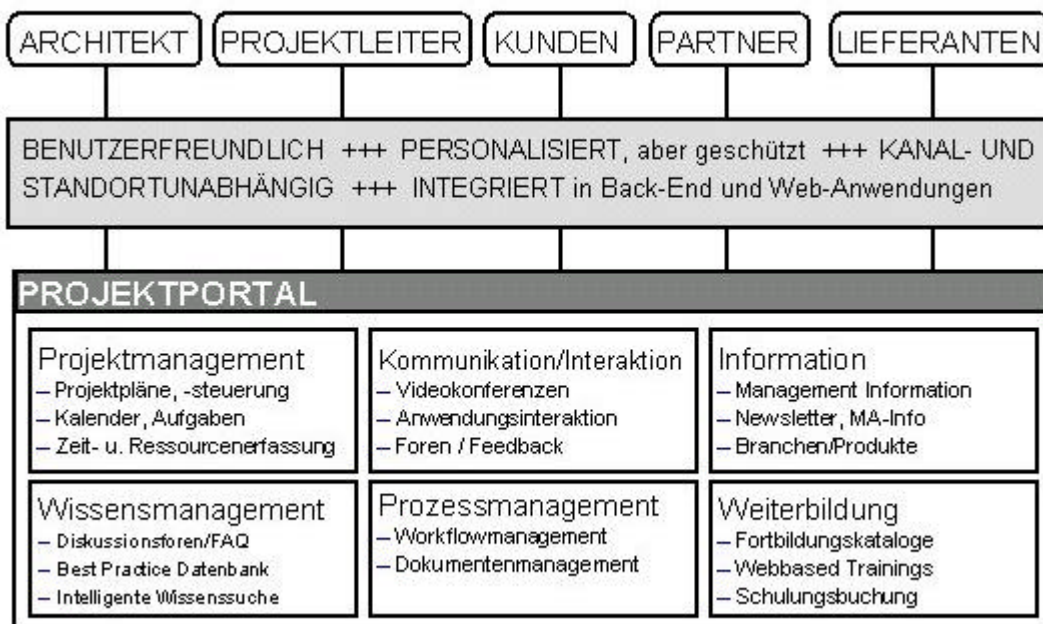 ARCHITEKT PROJEKTLEITER KUNDEN PARTNER LIEFERANTEN
BENUTZERFREUNDLICH +++ PERSONALISIERT, aber geschützt +++ KANAL- UND
STANDORTUNABHÄNGIG +++ INTEGRIERT in Back-End und Web-Anwendungen
PROJEKTPORTAL
Projektmanagement
– Projektpläne, -steuerung
– Kalender, Aufgaben
– Zeit- u. Ressourcenerfassung
Kommunikation/Interaktion
– Videokonferenzen
– Anwendungsinteraktion
– Foren / Feedback
Information
– Management Information
– Newsletter, MA-Info
– Branchen/Produkte
Wissensmanagement
– Diskussionsforen/FAQ
– Best Practice Datenbank
– Intelligente Wissenssuche
Prozessmanagement
– Workflowmanagement
– Dokumentenmanagement
Weiterbildung
– Fortbildungskataloge
– Webbased Trainings
– Schulungsbuchung